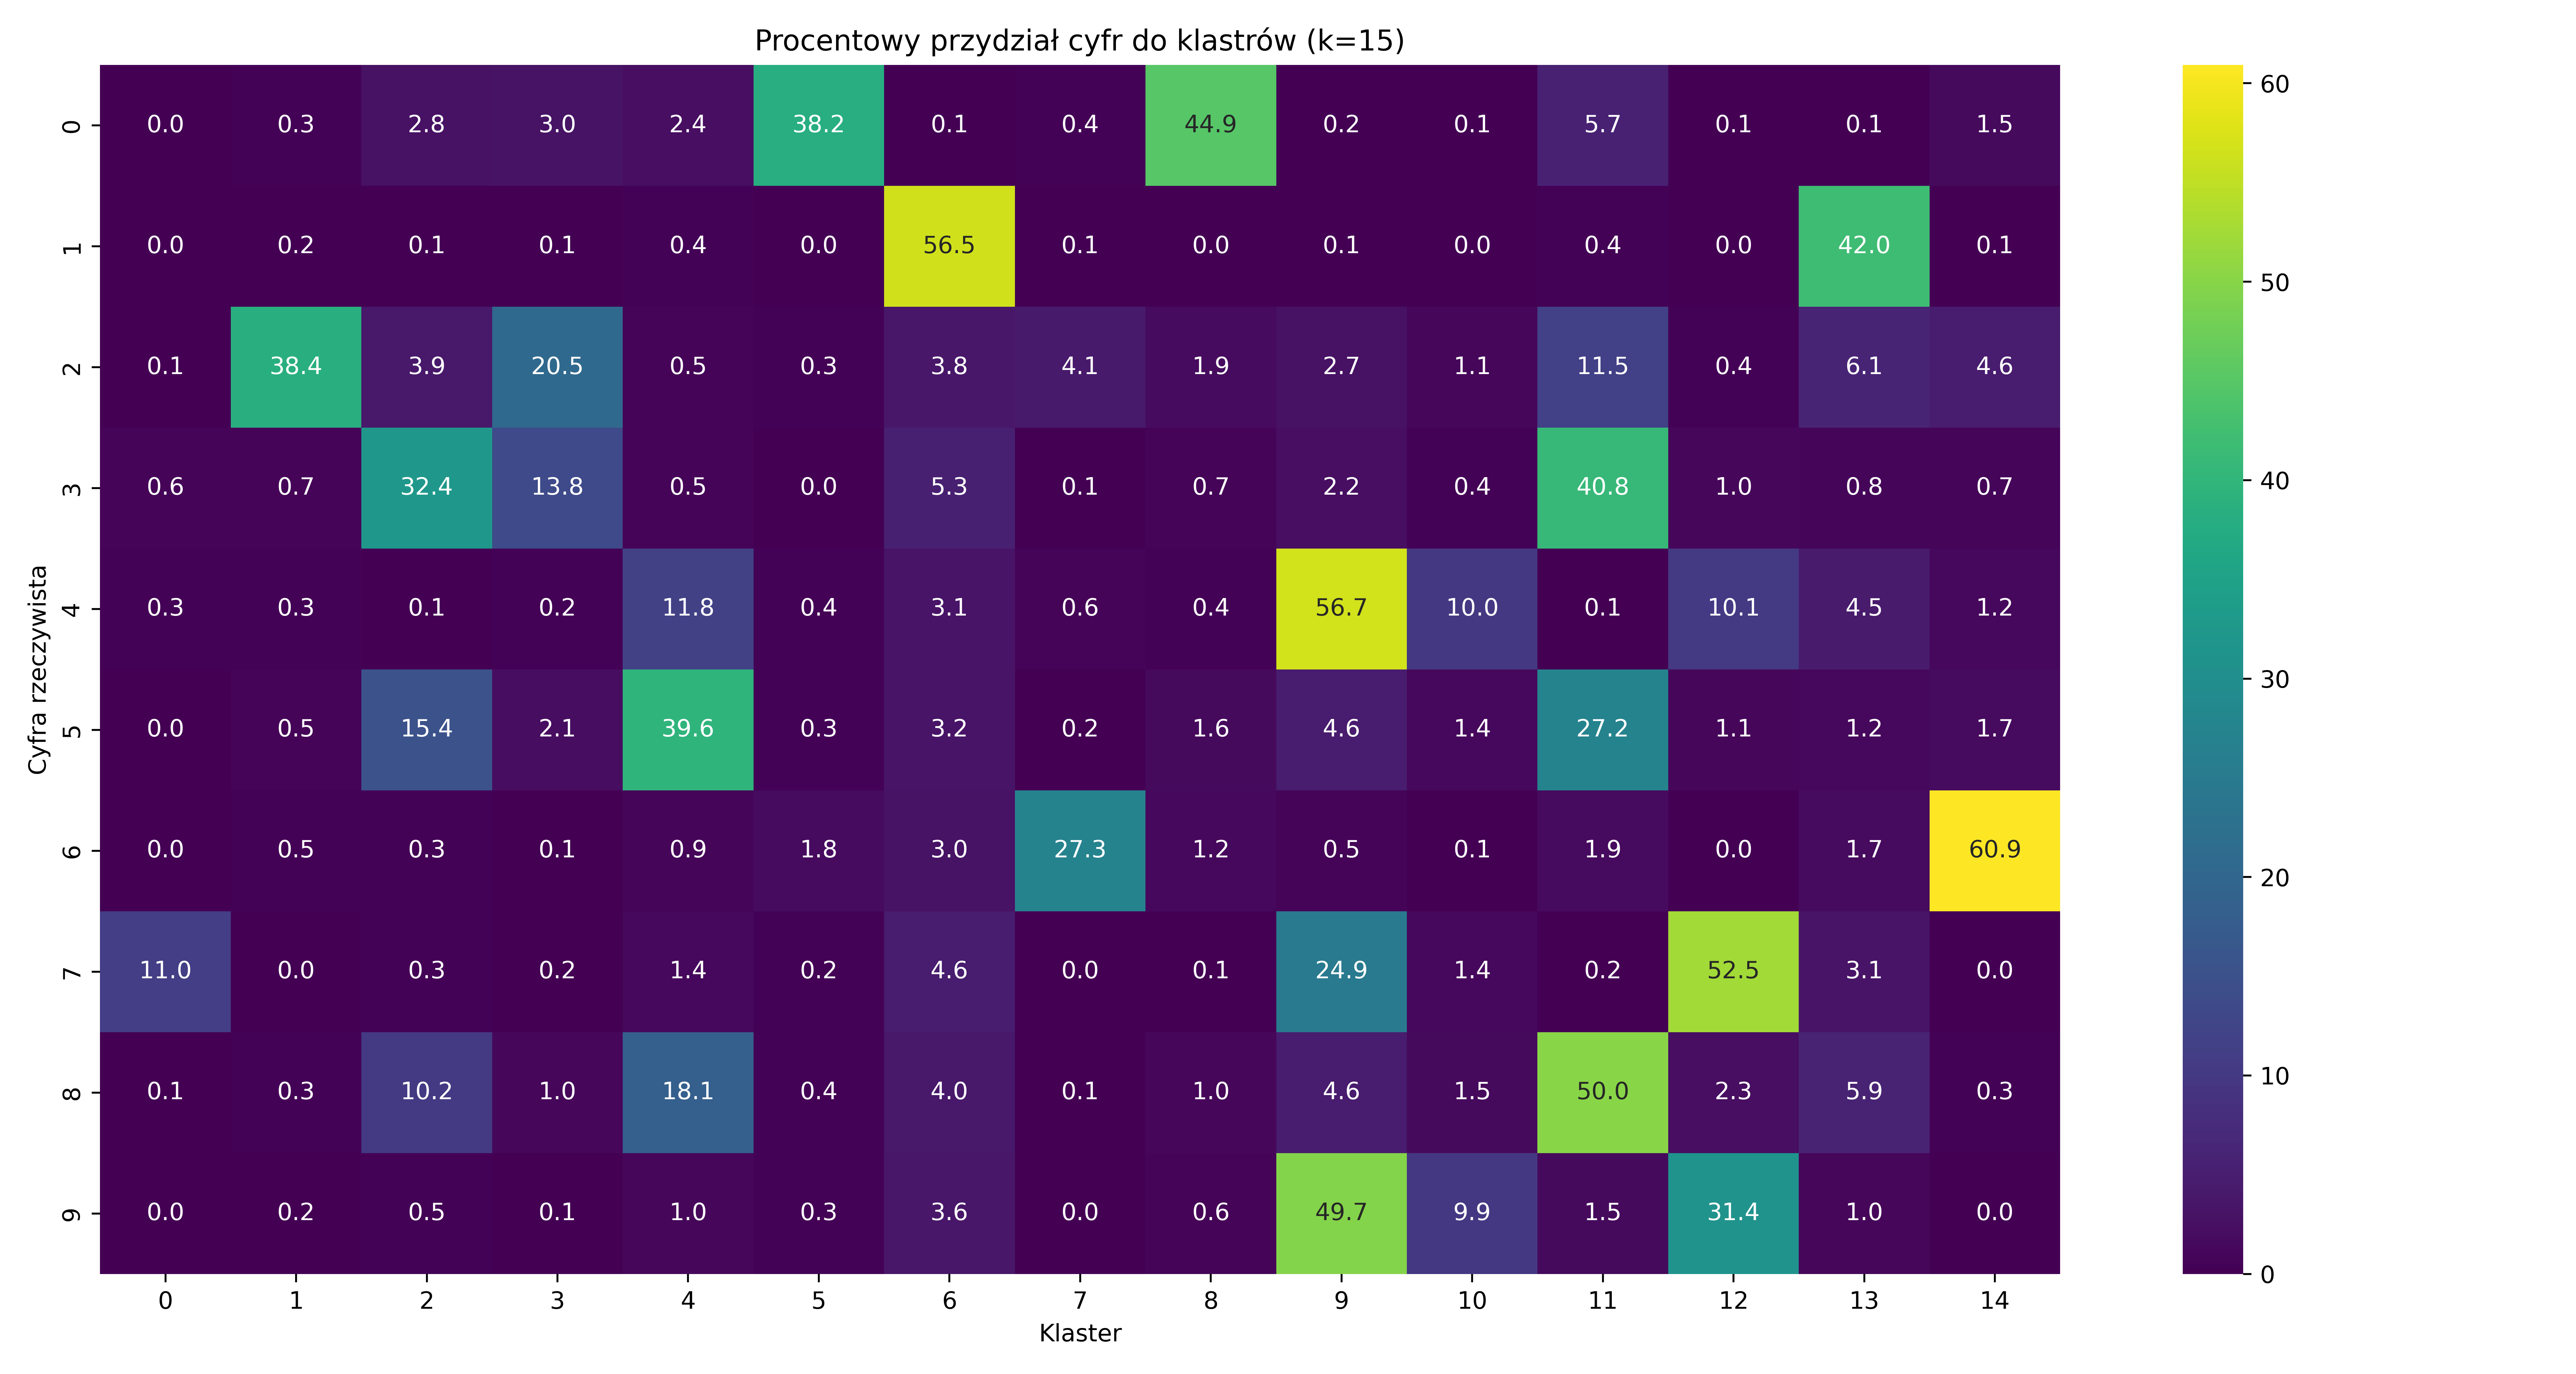 Procentowy przydział cyfr do klastrów (k=15)
60
0 0.0 0.3 2.8 3.0 2.4 38.2 0.1 0.4 44.9 0.2 0.1 5.7 0.1 0.1 1.5
1 0.0 0.2 0.1 0.1 0.4 0.0 56.5 0.1 0.0 0.1 0.0 0.4 0.0 42.0 0.1
50
2 0.1 38.4 3.9 20.5 0.5 0.3 3.8 4.1 1.9 2.7 1.1 11.5 0.4 6.1 4.6
40
3 0.6 0.7 32.4 13.8 0.5 0.0 5.3 0.1 0.7 2.2 0.4 40.8 1.0 0.8 0.7
4 0.3 0.3 0.1 0.2 11.8 0.4 3.1 0.6 0.4 56.7 10.0 0.1 10.1 4.5 1.2
Cyfra rzeczywista
30
5 0.0 0.5 15.4 2.1 39.6 0.3 3.2 0.2 1.6 4.6 1.4 27.2 1.1 1.2 1.7
6 0.0 0.5 0.3 0.1 0.9 1.8 3.0 27.3 1.2 0.5 0.1 1.9 0.0 1.7 60.9
20
7 11.0 0.0 0.3 0.2 1.4 0.2 4.6 0.0 0.1 24.9 1.4 0.2 52.5 3.1 0.0
10
8 0.1 0.3 10.2 1.0 18.1 0.4 4.0 0.1 1.0 4.6 1.5 50.0 2.3 5.9 0.3
9 0.0 0.2 0.5 0.1 1.0 0.3 3.6 0.0 0.6 49.7 9.9 1.5 31.4 1.0 0.0
0
0 1 2 3 4 5 6 7 8 9 10 11 12 13 14
Klaster